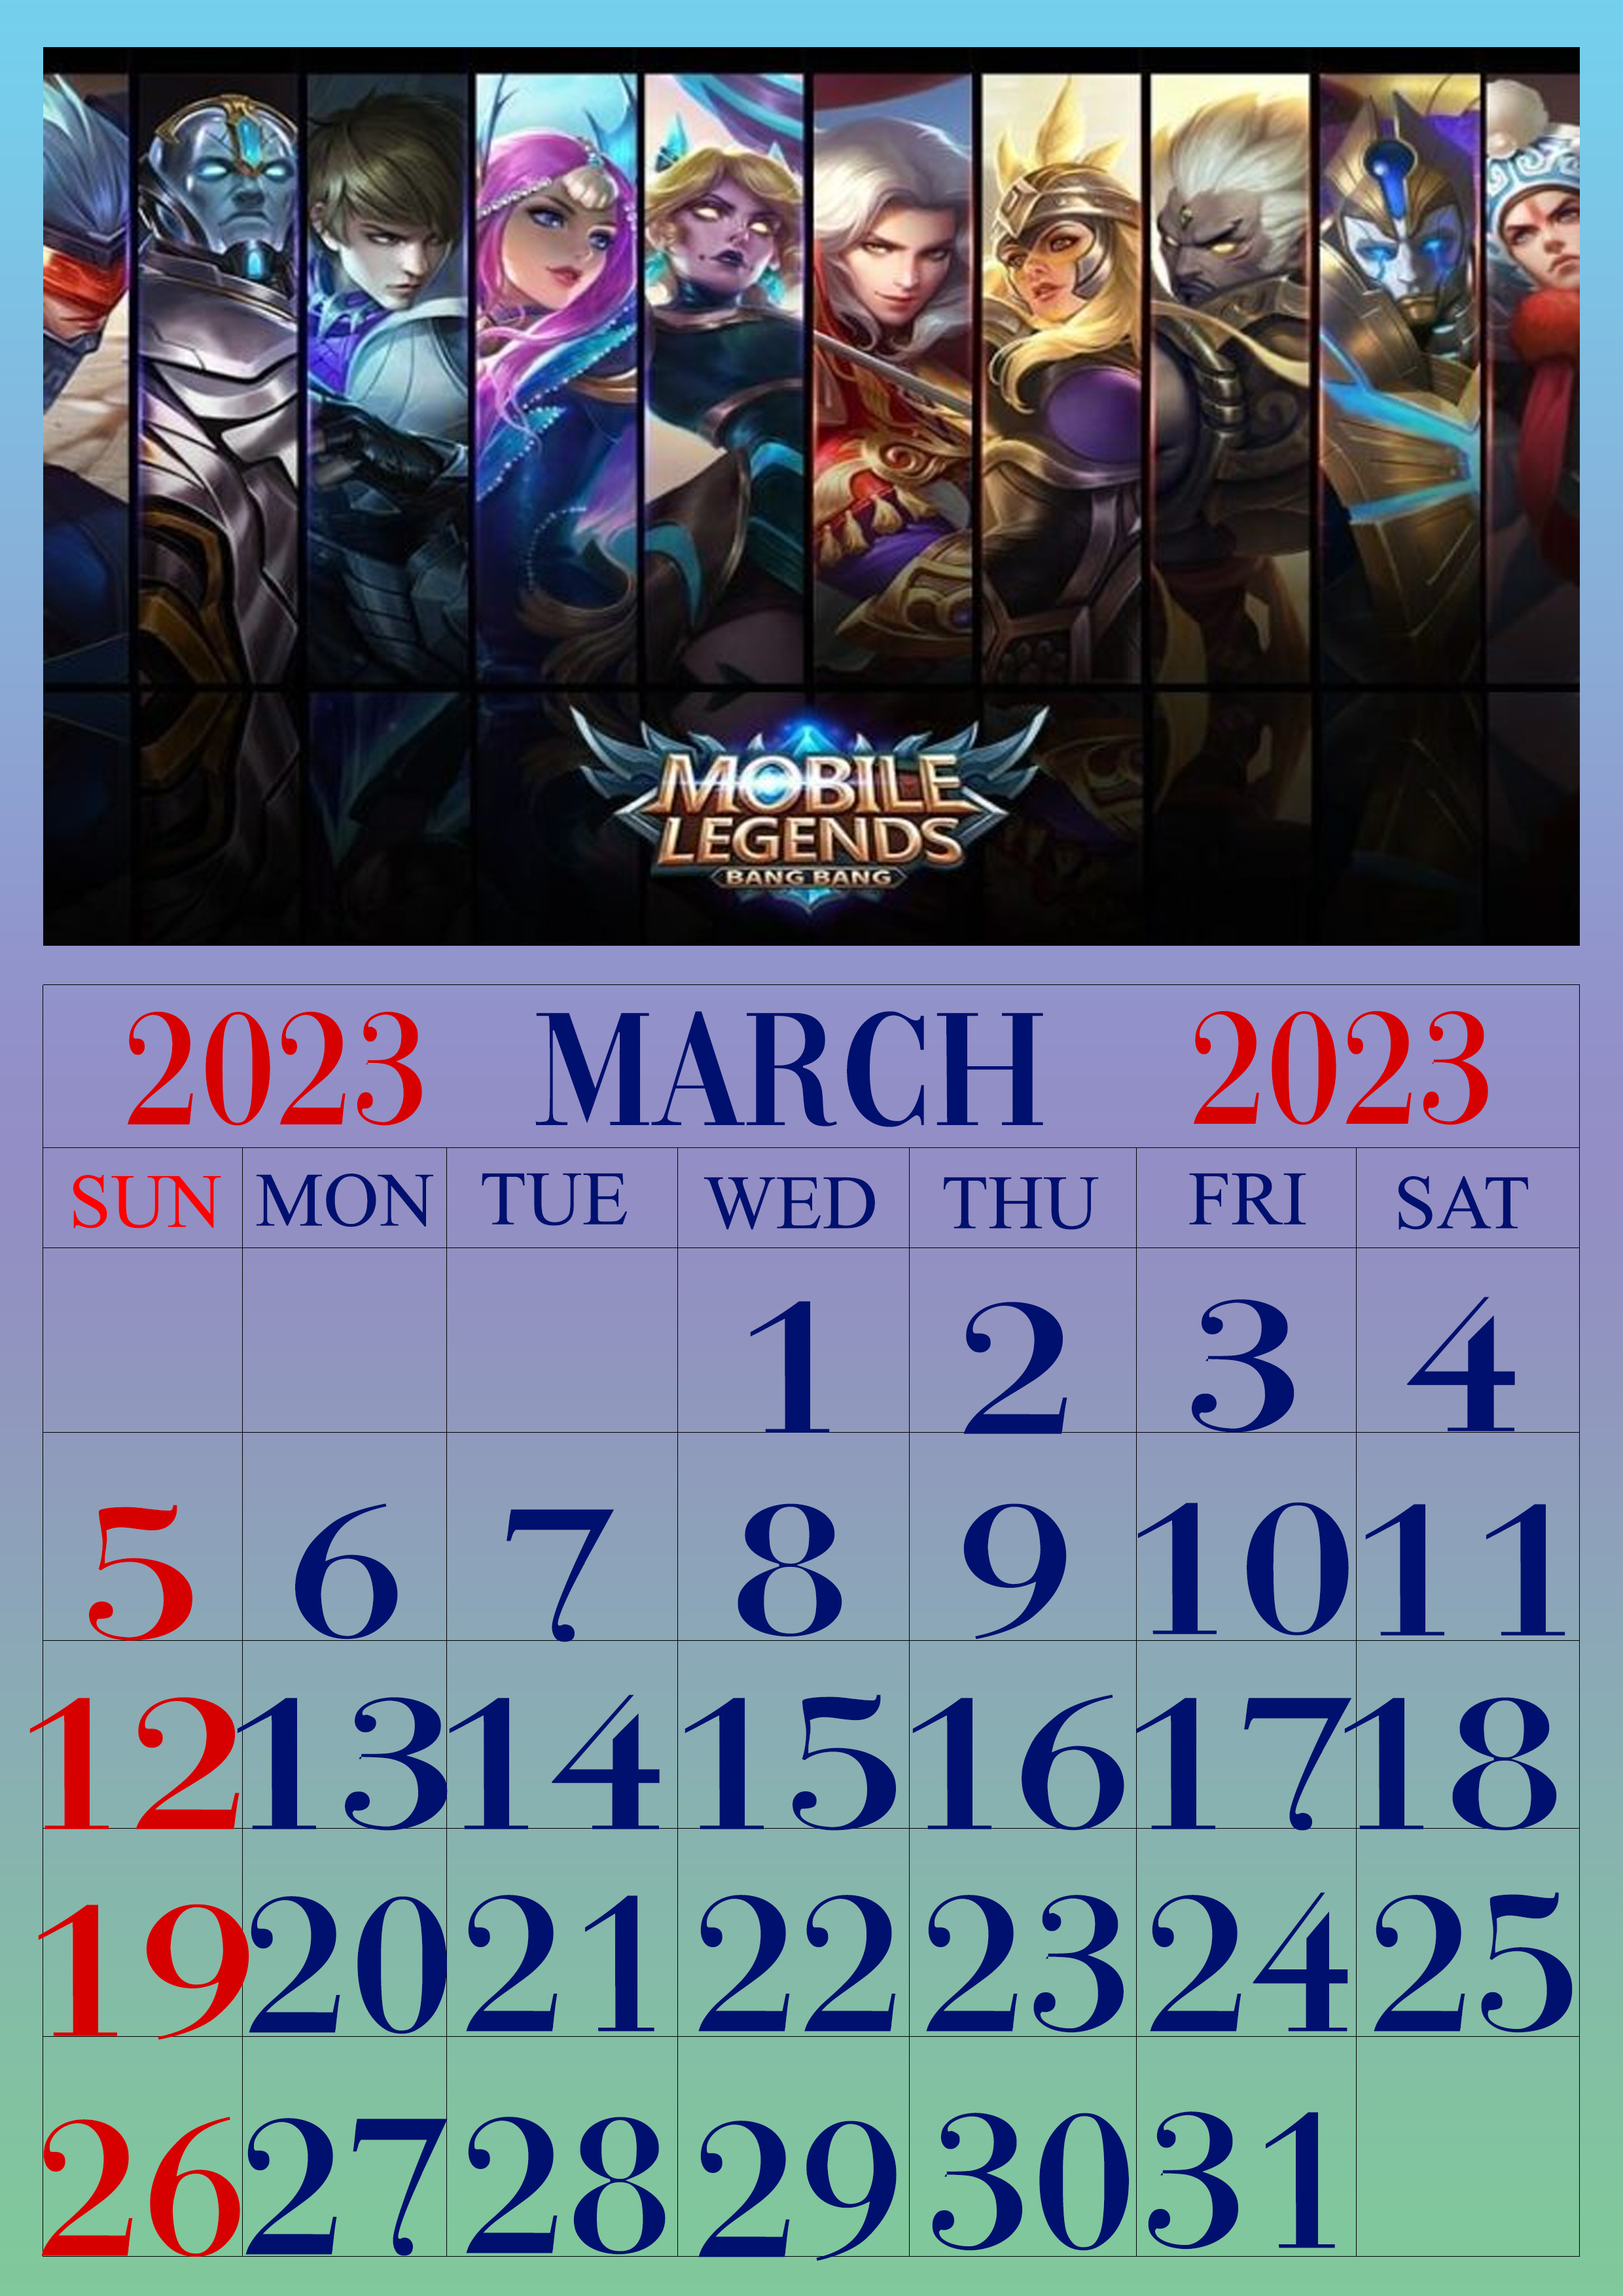 MOBILE
LEGENDS
BANG BANG
2023 MARCH 2023
SUN MON TUE WED THU FRI SAT
1 2 3 4
5 6 7 8 9 10 11
12 13 14 15 16 17 18
19 20 21 22 23 24 25
26 27 28 29 30 31